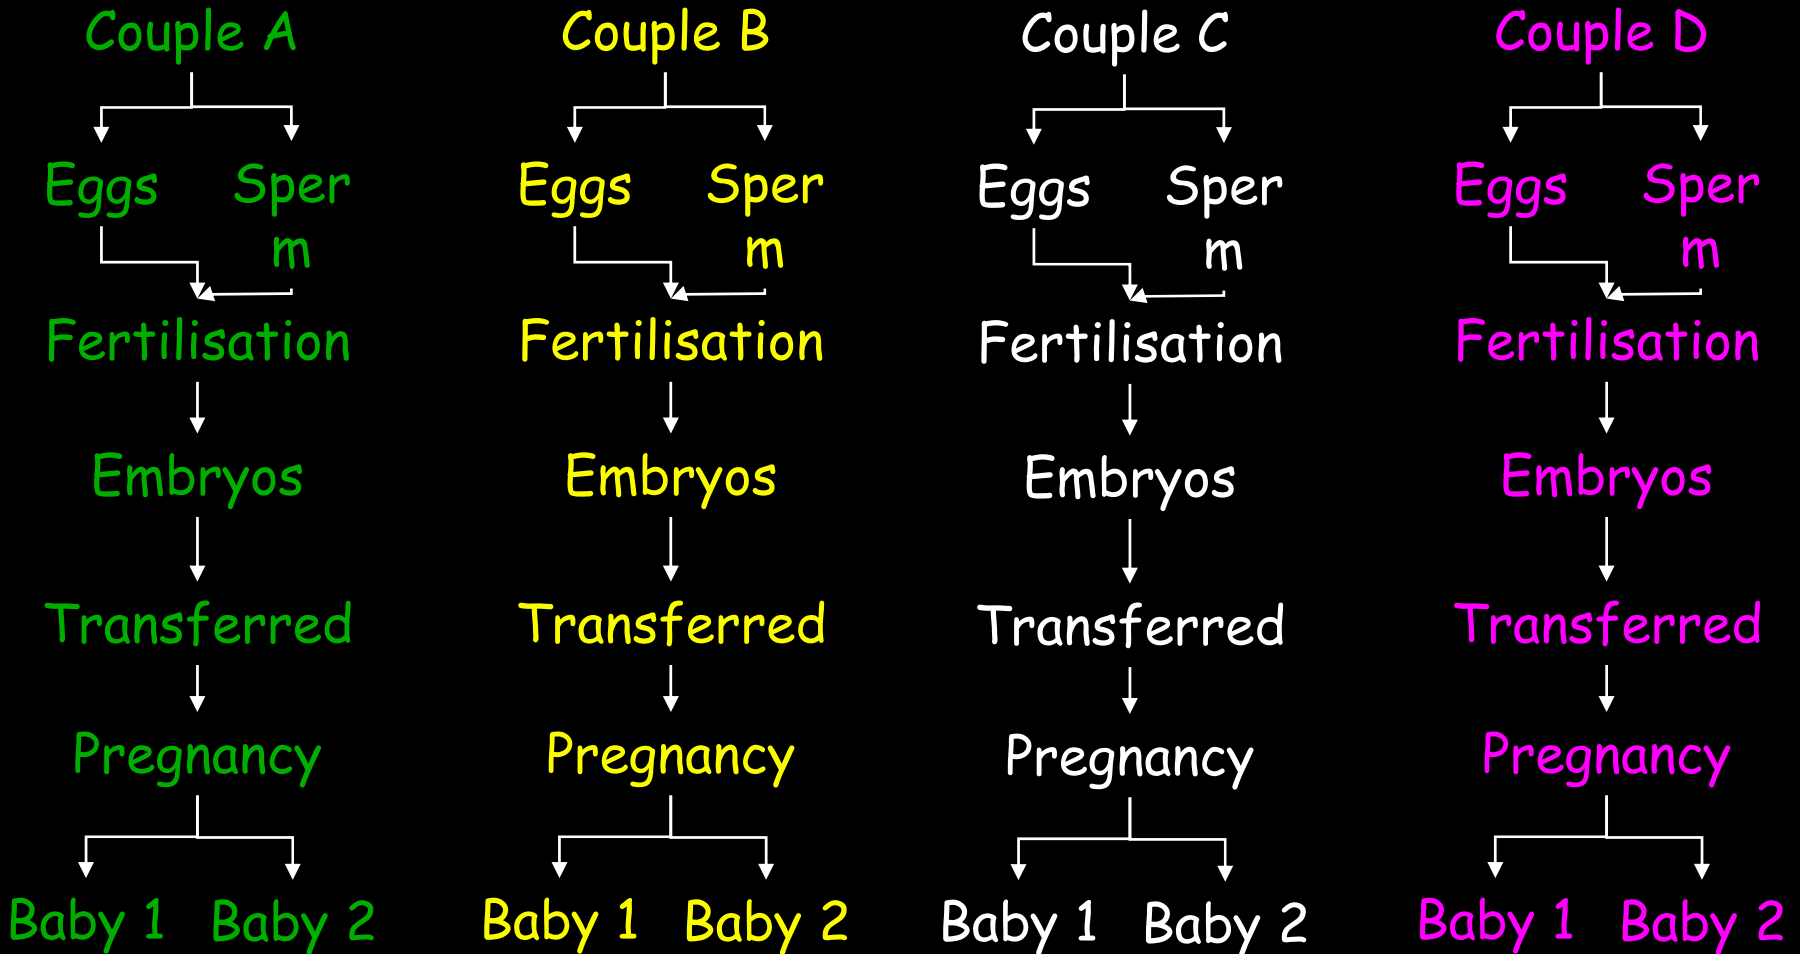 Couple A
Eggs
Sper
m
Fertilisation
Embryos
Transferred
Pregnancy
Baby 1
Baby 2
Couple B
Eggs
Sper
m
Fertilisation
Embryos
Transferred
Pregnancy
Baby 1
Baby 2
Couple C
Eggs
Sper
m
Fertilisation
Embryos
Transferred
Pregnancy
Baby 1
Baby 2
Couple D
Eggs
Sper
m
Fertilisation
Embryos
Transferred
Pregnancy
Baby 1
Baby 2